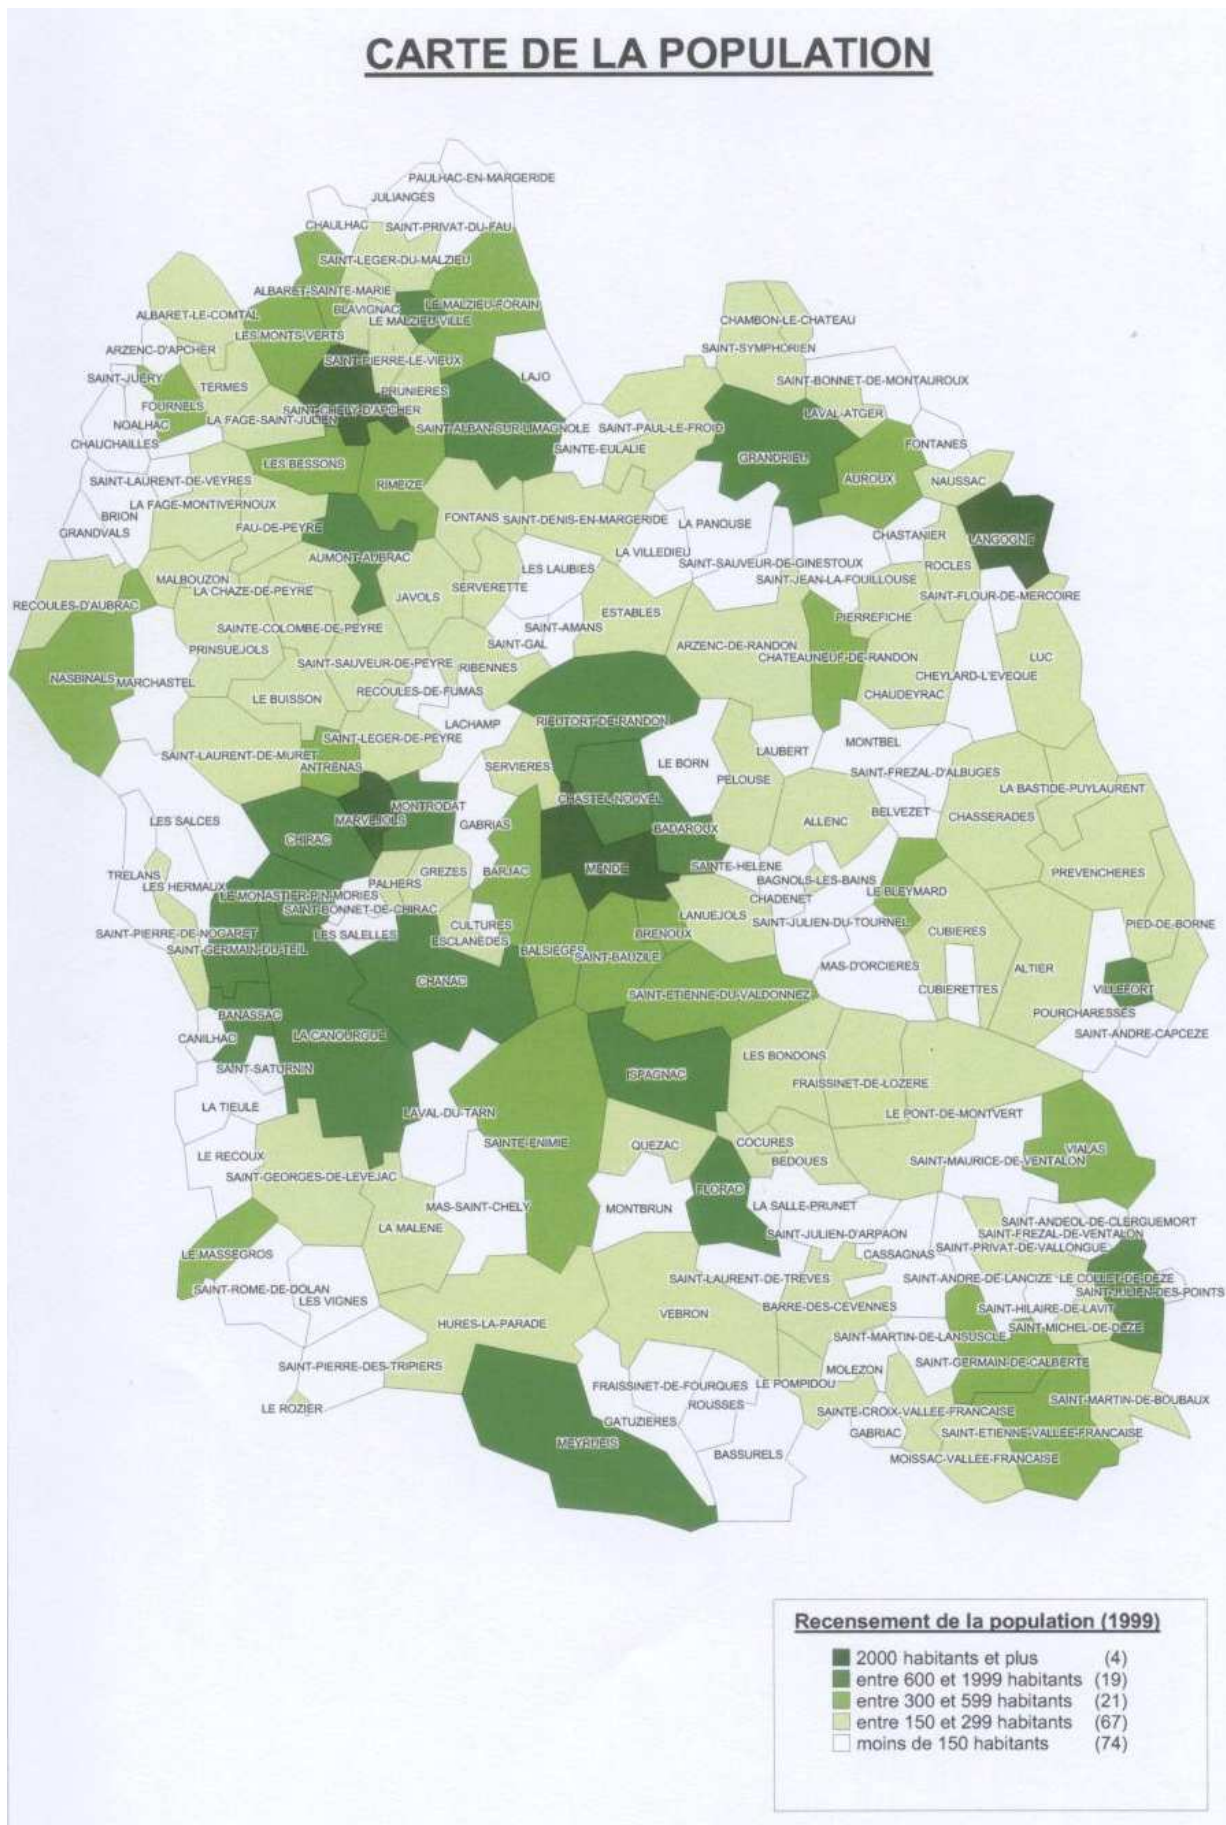 CARTE DE LA POPULATION
PAULHAC-EN-MARGERIDE
JULIANGES
CHAULHAC
SAINT-PRIVAT-DU-FAU
SAINT-LEGER-DU-MALZIEU
ALBARET-SAINTE-MARIE
BLAVIGNAC
LE MALZIEU-FORAIN
ALBARET-LE-COMTAL
LE MALZIEU-VILLE
CHAMBON-LE-CHATEAU
LES MONTS-VERTS
ARZENC-D'APCHER
SAINT-SYMPHORIEN
SAINT-PIERRE-LE-VIEUX
SAINT-JUERY
TERMES
PRUNIERES
LAJO
SAINT-BONNET-DE-MONTAUROUX
FOURNELS
LA FAGE-SAINT-JULIEN
SAINT-CHELY-D'APCHER
LAVAL-ATGER
NOALHAC
SAINT-ALBAN-SUR-LIMAGNOLE
SAINT-PAUL-LE-FROID
CHAUCHAILLES
SAINTE-EULALIE
FONTANES
LES BESSONS
GRANDRIEU
SAINT-LAURENT-DE-VEYRES
RIMEIZE
AUROUX
NAUSSAC
LA FAGE-MONTIVERNOUX
BRION
FAU-DE-PEYRE
FONTANS
SAINT-DENIS-EN-MARGERIDE
LA PANOUSE
GRANDVALS
CHASTANIER
LANGOGNE
AUMONT-AUBRAC
LA VILLEDIEU
SAINT-SAUVEUR-DE-GINESTOUX
LES LAUBIES
ROCLES
MALBOUZON
SAINT-JEAN-LA-FOUILLOUSE
LA CHAZE-DE-PEYRE
SERVERETTE
JAVOLS
SAINT-FLOUR-DE-MERCOIRE
RECOULES-D'AUBRAC
ESTABLES
PIERREFICHE
SAINTE-COLOMBE-DE-PEYRE
SAINT-AMANS
SAINT-GAL
ARZENC-DE-RANDON
PRINSUEJOLS
CHATEAUNEUF-DE-RANDON
LUC
SAINT-SAUVEUR-DE-PEYRE
RIBENNES
NASBINALS
MARCHASTEL
CHEYLARD-L'EVEQUE
LE BUISSON
RECOULES-DE-FUMAS
CHAUDEYRAC
LACHAMP
RIEUTORT-DE-RANDON
SAINT-LEGER-DE-PEYRE
MONTBEL
SAINT-LAURENT-DE-MURET
LAUBERT
ANTRENAS
SERVIERES
LE BORN
SAINT-FREZAL-D'ALBUGES
PELOUSE
LA BASTIDE-PUYLAURENT
CHASTEL-NOUVEL
MONTRODAT
BELVEZET
CHASSERADES
LES SALCES
MARVEJOLS
GABRIAS
ALLENC
CHIRAC
BADAROUX
MENDE
SAINTE-HELENE
GREZES
BARJAC
PREVENCHERES
TRELANS
PALHERS
BAGNOLS-LES-BAINS
LES HERMAUX
LE BLEYMARD
LE MONASTIER-PIN-MORIES
CHADENET
SAINT-BONNET-DE-CHIRAC
LANUEJOLS
SAINT-JULIEN-DU-TOURNEL
CULTURES
PIED-DE-BORNE
SAINT-PIERRE-DE-NOGARET
LES SALELLES
BRENOUX
CUBIERES
ESCLANEDES
SAINT-GERMAIN-DU-TEIL
BALSIEGES
SAINT-BAUZILE
MAS-D'ORCIERES
ALTIER
CHANAC
CUBIERETTES
VILLEFORT
SAINT-ETIENNE-DU-VALDONNEZ
BANASSAC
POURCHARESSES
CANILHAC
LA CANOURGUE
SAINT-ANDRE-CAPCEZE
LES BONDONS
SAINT-SATURNIN
ISPAGNAC
FRAISSINET-DE-LOZERE
LA TIEULE
LAVAL-DU-TARN
LE PONT-DE-MONTVERT
SAINTE-ENIMIE
QUEZAC
COCURES
LE RECOUX
VIALAS
BEDOUES
SAINT-MAURICE-DE-VENTALON
SAINT-GEORGES-DE-LEVEJAC
FLORAC
MAS-SAINT-CHELY
MONTBRUN
LA SALLE-PRUNET
LA MALENE
SAINT-ANDEOL-DE-CLERGUEMORT
SAINT-JULIEN-D'ARPAON
SAINT-FREZAL-DE-VENTALON
LE MASSEGROS
CASSAGNAS
SAINT-PRIVAT-DE-VALLONGUE
SAINT-LAURENT-DE-TREVES
SAINT-ANDRE-DE-LANCIZE
LE COLLET-DE-DEZE
SAINT-ROME-DE-DOLAN
SAINT-JULIEN-DES-POINTS
LES VIGNES
BARRE-DES-CEVENNES
SAINT-HILAIRE-DE-LAVIT
VEBRON
HURES-LA-PARADE
SAINT-MICHEL-DE-DEZE
SAINT-MARTIN-DE-LANSUSCLE
SAINT-PIERRE-DES-TRIPIERS
SAINT-GERMAIN-DE-CALBERTE
MOLEZON
FRAISSINET-DE-FOURQUES
LE POMPIDOU
SAINT-MARTIN-DE-BOUBAUX
LE ROZIER
ROUSSES
SAINTE-CROIX-VALLEE-FRANCAISE
GATUZIERES
GABRIAC
SAINT-ETIENNE-VALLEE-FRANCAISE
MEYRUEIS
BASSURELS
MOISSAC-VALLEE-FRANCAISE
Recensement de la population (1999)
2000 habitants et plus (4)
entre 600 et 1999 habitants (19)
entre 300 et 599 habitants (21)
entre 150 et 299 habitants (67)
moins de 150 habitants (74)